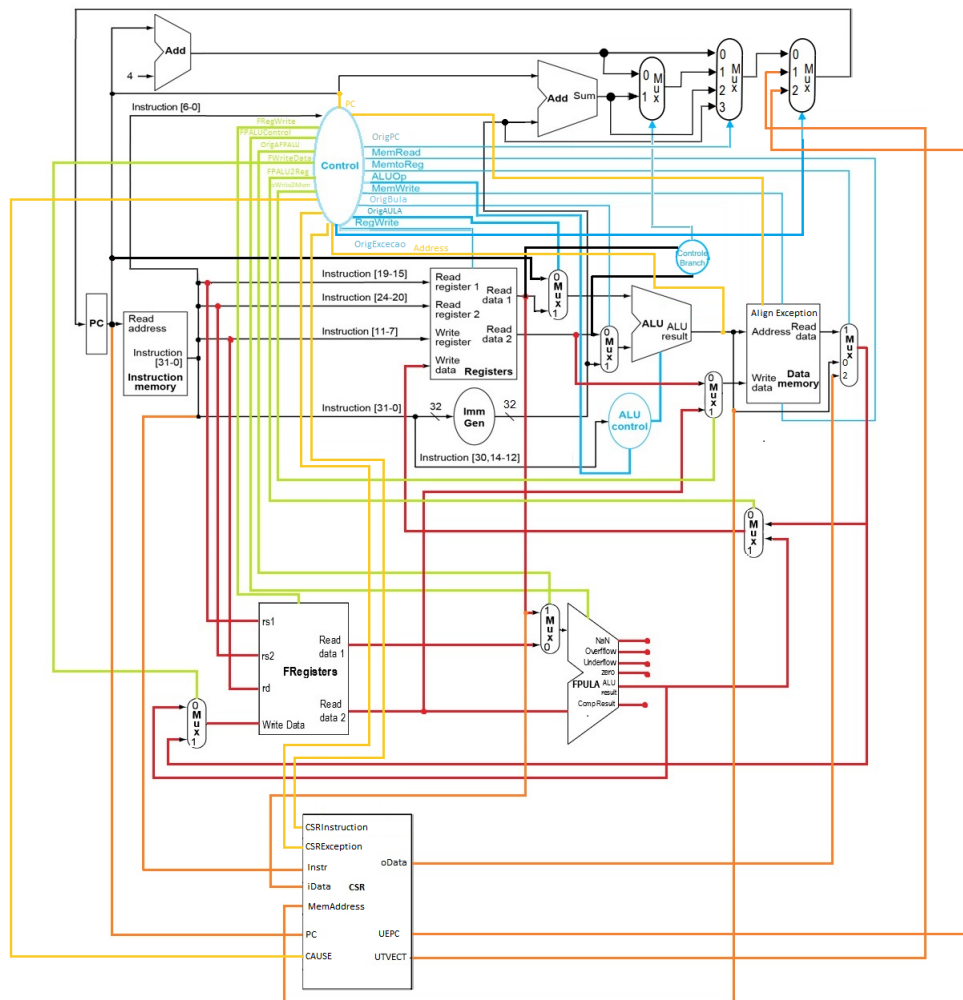 Add
4
Add
Sum
0
1
Mux
0
1
2
3
Mux
0
1
2
Mux
Instruction [6-0]
PC
FRegWrite
FPALUControl
OrigAFPALU
FWriteData
FPALU2Reg
Control
OrigPC
MemRead
MemtoReg
ALUOp
MemWrite
OrigBula
OrigAULA
RegWrite
OrigExcecao
Address
Controle
Branch
PC
Read
address
Instruction
[31-0]
Instruction
memory
Instruction [19-15]
Instruction [24-20]
Instruction [11-7]
Read
register 1
Read
register 2
Write
register
Write
data
Read
data 1
Read
data 2
Registers
0
Mux
1
0
Mux
1
ALU
ALU
result
Align Exception
Address
Read
data
Write
data
Data
memory
1
Mux
0
2
0
Mux
1
Instruction [31-0]
32
Imm
Gen
32
ALU
control
Instruction [30,14-12]
0
Mux
1
rs1
rs2
rd
Write Data
FRegisters
Read
data 1
Read
data 2
0
Mux
1
1
Mux
0
NaN
Overflow
Underflow
zero
FPULA
ALU
result
CompResult
CSRInstruction
CSRException
Instr
iData
CSR
MemAddress
PC
CAUSE
oData
UEPC
UTVECT